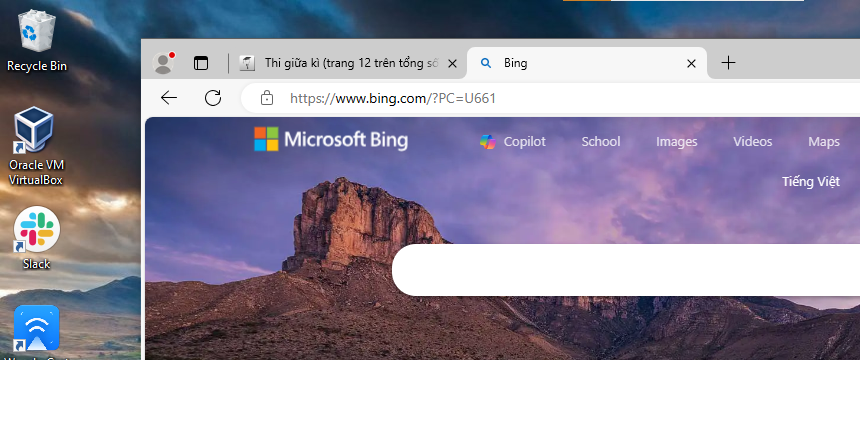 Recycle Bin
Oracle VM
VirtualBox
Slack
Thi giữa kì (trang 12 trên tổng số
Bing
https://www.bing.com/?PC=U661
Microsoft Bing
Copilot
School
Images
Videos
Maps
Tiếng Việt